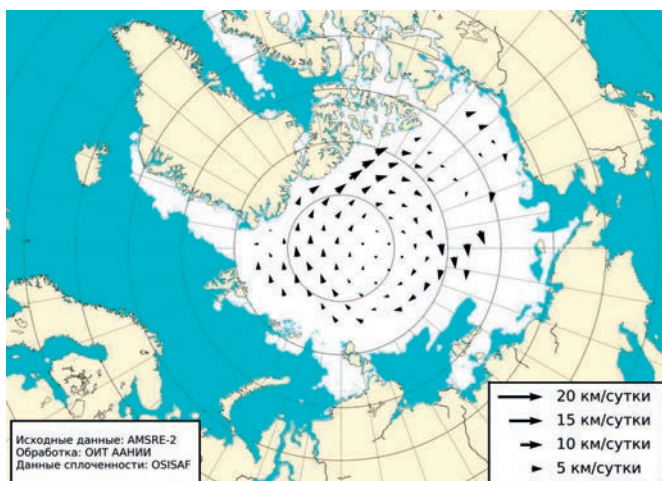 Исходные данные: AMSRE-2
Обработка: ОИТ ААНИИ
Данные сплоченности: OSISAF
20 км/сутки
15 км/сутки
10 км/сутки
5 км/сутки